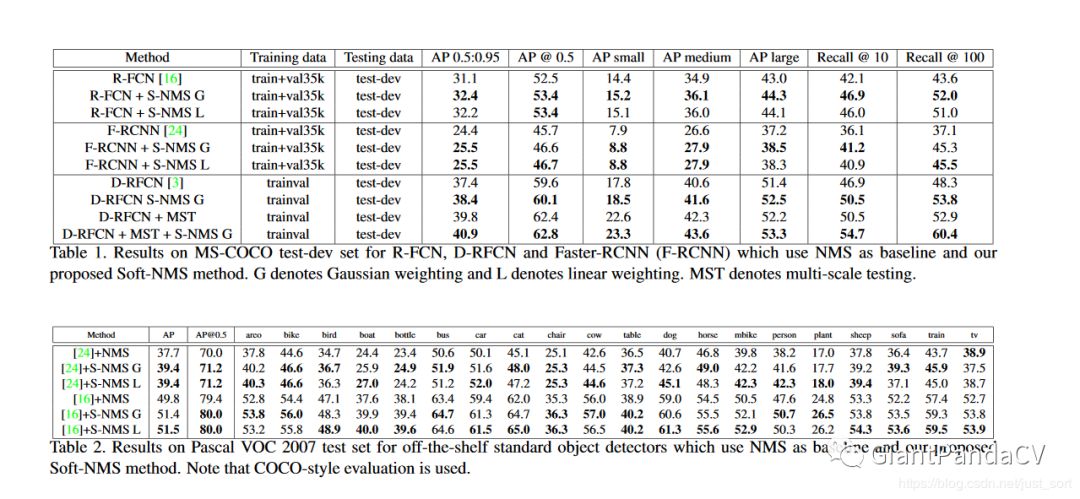 Method Training data Testing data AP 0.5:0.95 AP @ 0.5 AP small AP medium AP large Recall @ 10 Recall @ 100
R-FCN [16] train+val35k test-dev 31.1 52.5 14.4 34.9 43.0 42.1 43.6
R-FCN + S-NMS G train+val35k test-dev 32.4 53.4 15.2 36.1 44.3 46.9 52.0
R-FCN + S-NMS L train+val35k test-dev 32.2 53.4 15.1 36.0 44.1 46.0 51.0
F-RCNN [24] train+val35k test-dev 24.4 45.7 7.9 26.6 37.2 36.1 37.1
F-RCNN + S-NMS G train+val35k test-dev 25.5 46.6 8.8 27.9 38.5 41.2 45.3
F-RCNN + S-NMS L train+val35k test-dev 25.5 46.7 8.8 27.9 38.3 40.9 45.5
D-RFCN [3] trainval test-dev 37.4 59.6 17.8 40.6 51.4 46.9 48.3
D-RFCN S-NMS G trainval test-dev 38.4 60.1 18.5 41.6 52.5 50.5 53.8
D-RFCN + MST trainval test-dev 39.8 62.4 22.6 42.3 52.2 50.5 52.9
D-RFCN + MST + S-NMS G trainval test-dev 40.9 62.8 23.3 43.6 53.3 54.7 60.4
Table 1. Results on MS-COCO test-dev set for R-FCN, D-RFCN and Faster-RCNN (F-RCNN) which use NMS as baseline and our
proposed Soft-NMS method. G denotes Gaussian weighting and L denotes linear weighting. MST denotes multi-scale testing.
Method AP AP@0.5 areo bike bird boat bottle bus car cat chair cow table dog horse mbike person plant sheep sofa train tv
[24]+NMS 37.7 70.0 37.8 44.6 34.7 24.4 23.4 50.6 50.1 45.1 25.1 42.6 36.5 40.7 46.8 39.8 38.2 17.0 37.8 36.4 43.7 38.9
[24]+S-NMS G 39.4 71.2 40.2 46.6 36.7 25.9 24.9 51.9 51.6 48.0 25.3 44.5 37.3 42.6 49.0 42.2 41.6 17.7 39.2 39.3 45.9 37.5
[24]+S-NMS L 39.4 71.2 40.3 46.6 36.3 27.0 24.2 51.2 52.0 47.2 25.3 44.6 37.2 45.1 48.3 42.3 42.3 18.0 39.4 37.1 45.0 38.7
[16]+NMS 49.8 79.4 52.8 54.4 47.1 37.6 38.1 63.4 59.4 62.0 35.3 56.0 38.9 59.0 54.5 50.5 47.6 24.8 53.3 52.2 57.4 52.7
[16]+S-NMS G 51.4 80.0 53.8 56.0 48.3 39.9 39.4 64.7 61.3 64.7 36.3 57.0 40.2 60.6 55.5 52.1 50.7 26.5 53.8 53.5 59.3 53.8
[16]+S-NMS L 51.5 80.0 53.2 55.8 48.9 40.0 39.6 64.6 61.5 65.0 36.3 56.5 40.2 61.3 55.6 52.9 50.3 26.2 54.3 53.6 59.5 53.9
Table 2. Results on Pascal VOC 2007 test set for off-the-shelf standard object detectors which use NMS as baseline and our proposed
Soft-NMS method. Note that COCO-style evaluation is used.
GiantPandaCV
https://blog.csdn.net/just_sort